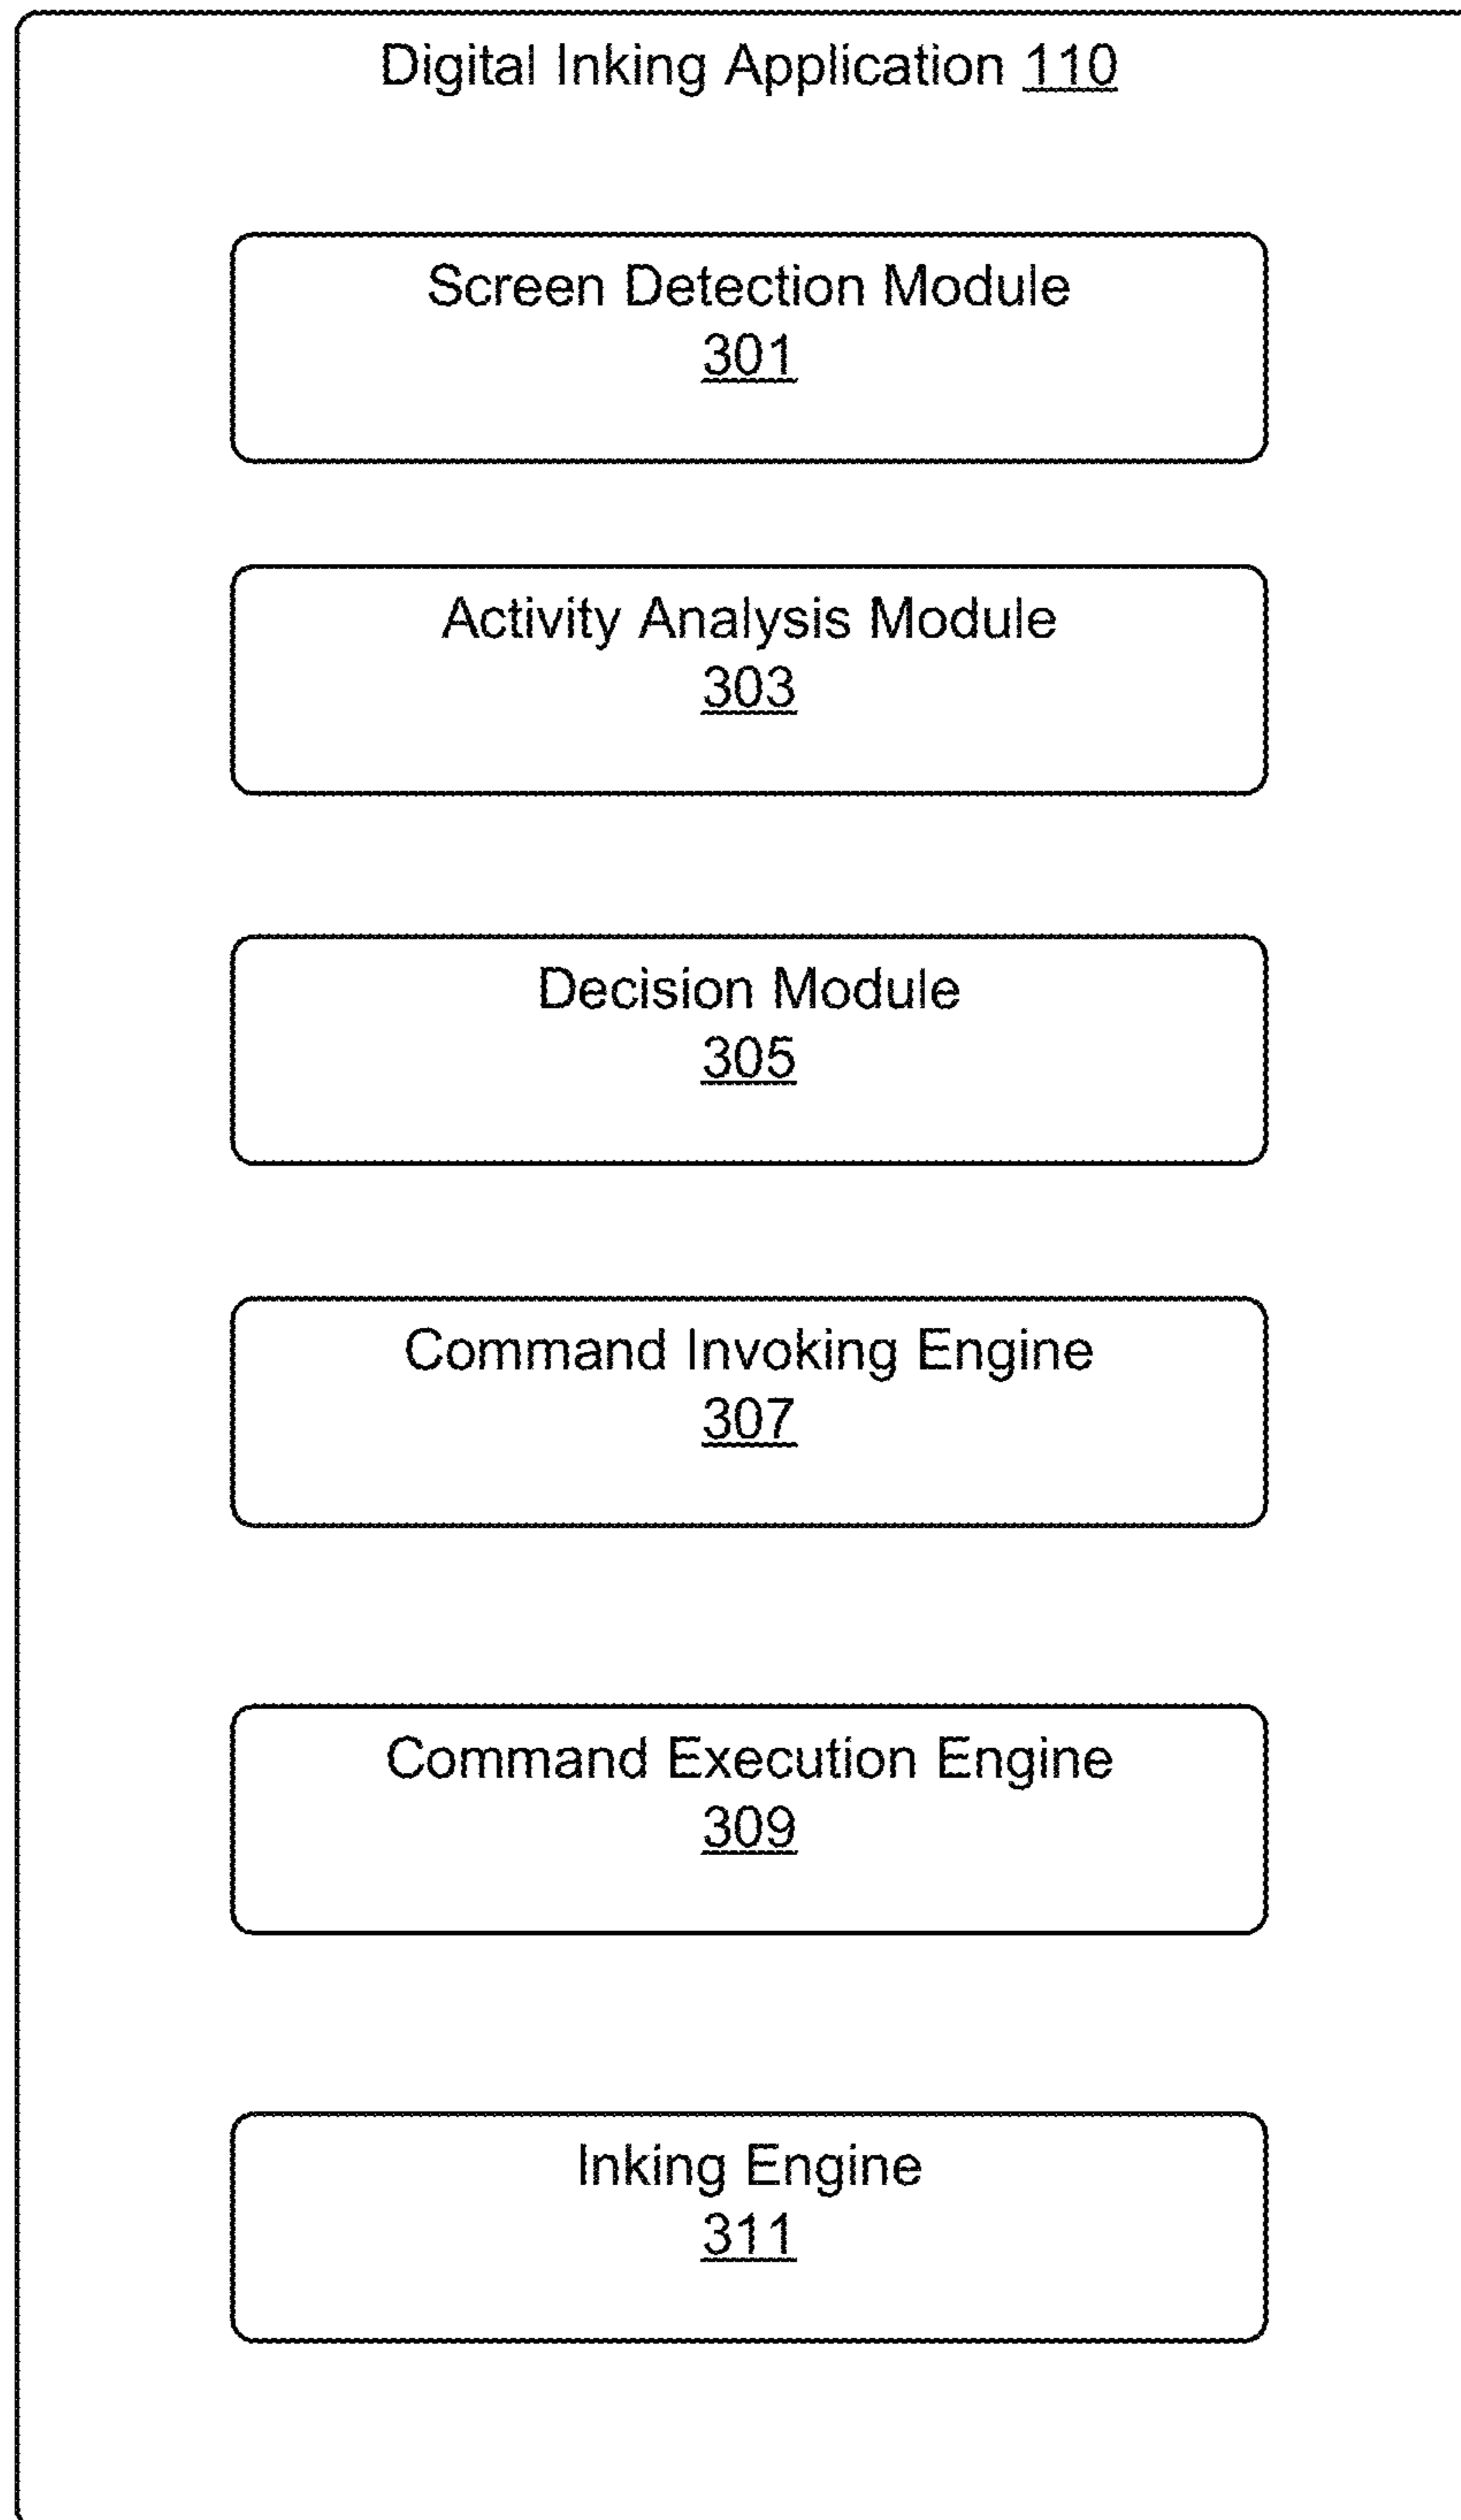 Digital Inking Application 110
Screen Detection Module
301
Activity Analysis Module
303
Decision Module
305
Command Invoking Engine
307
Command Execution Engine
309
Inking Engine
311